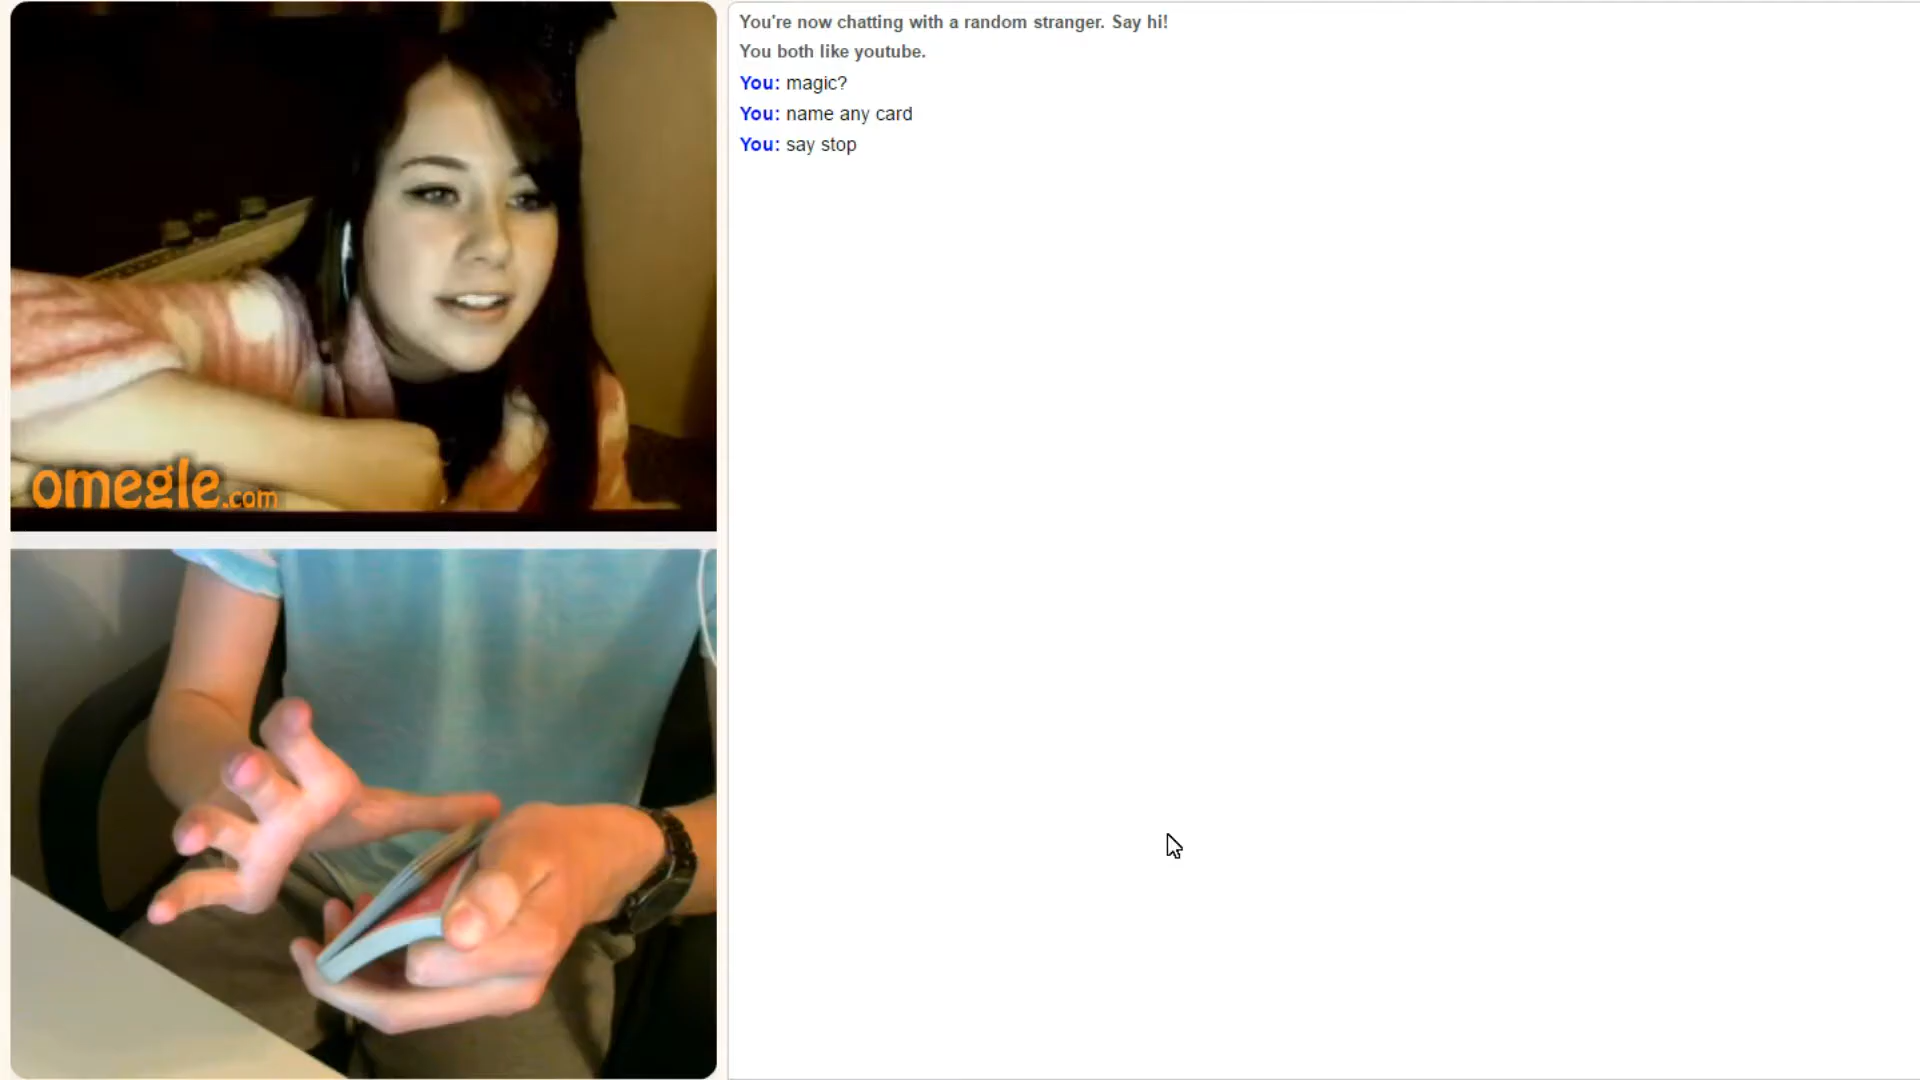 You're now chatting with a random stranger. Say hi!
You both like youtube.
You: magic?
You: name any card
You: say stop
omegle.com